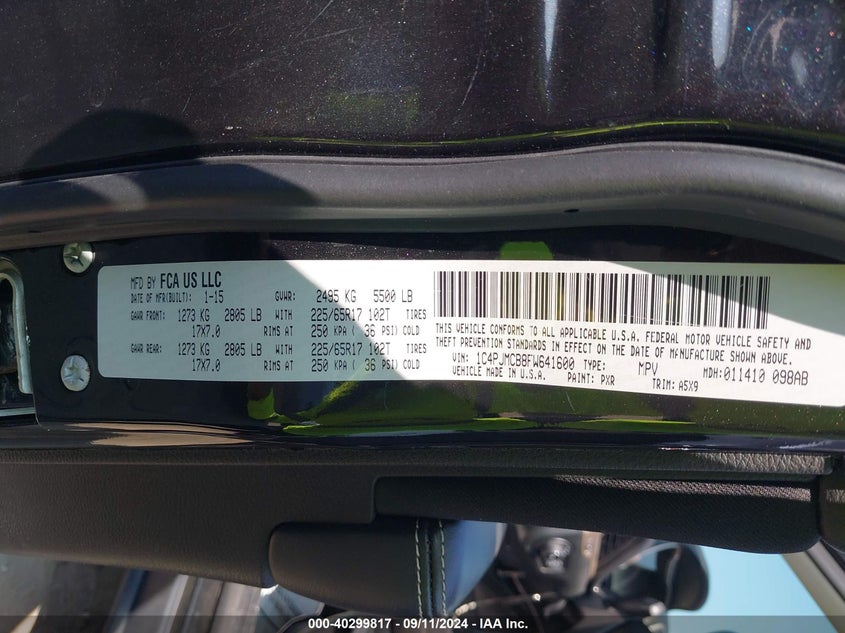 MFD BY FCA US LLC
DATE OF MFR(BUILT): 1-15 GVWR: 2495 KG 5500 LB
GAWR FRONT: 1273 KG 2805 LB WITH 225/65R17 102T TIRES
17X7.0 RIMS AT 250 KPA ( 36 PSI) COLD
GAWR REAR: 1273 KG 2805 LB WITH 225/65R17 102T TIRES
17X7.0 RIMS AT 250 KPA ( 36 PSI) COLD
THIS VEHICLE CONFORMS TO ALL APPLICABLE U.S.A. FEDERAL MOTOR VEHICLE SAFETY AND
THEFT PREVENTION STANDARDS IN EFFECT ON THE DATE OF MFNUFACTURE SHOWN ABOVE.
VIN: 1C4PJMCB8FW641600 TYPE: MPV MDH: 011410 098AB
VEHICLE MADE IN U.S.A. PAINT: PXR TRIM: A5X9
000-40299817 - 09/11/2024 - IAA Inc.